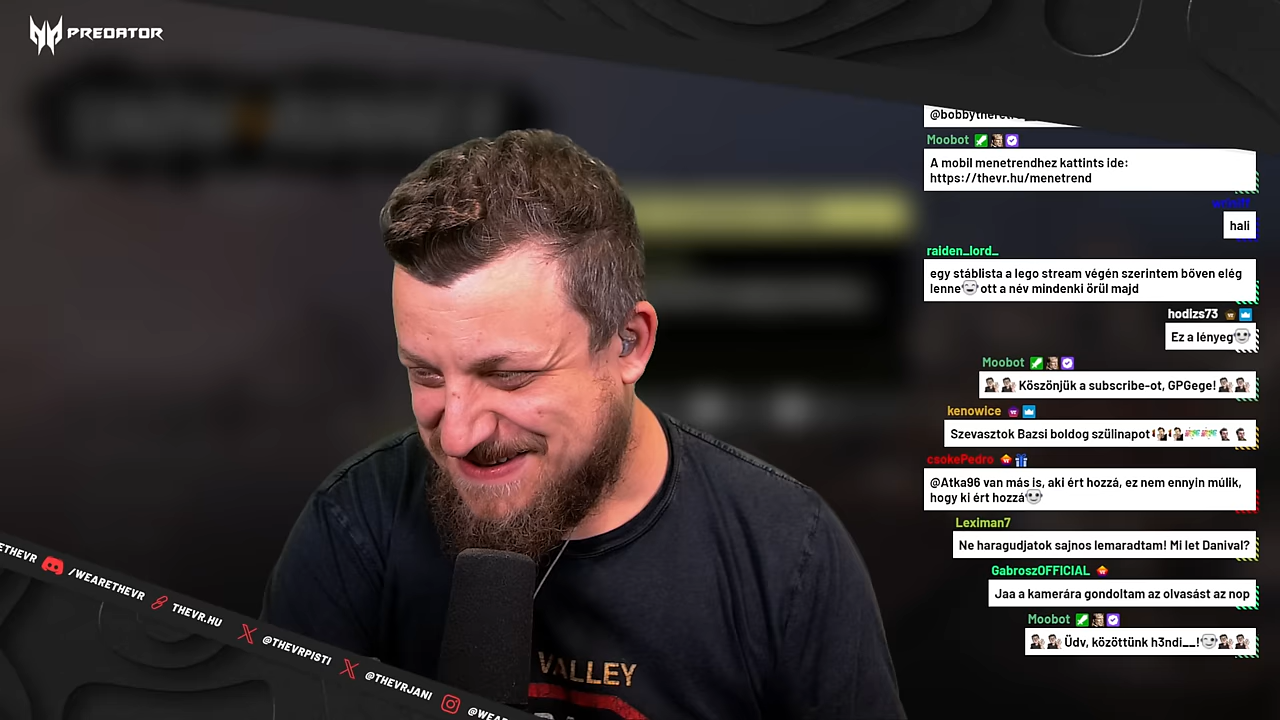 PREDATOR
Moobot
A mobil menetrendhez kattints ide:
https://thevr.hu/menetrend
hali
raiden_lord_
egy stáblista a lego stream végén szerintem bőven elég
lenne ott a név mindenki örül majd
hodizs73
Ez a lényeg
Moobot
Köszönjük a subscribe-ot, GPGege!
kenowice
Szevasztok Bazsi boldog szülinapot
csokePedro
@Atka96 van más is, aki ért hozzá, ez nem ennyin múlik,
hogy ki ért hozzá
Leximan7
Ne haragudjatok sajnos lemaradtam! Mi let Danival?
GabroszOFFICIAL
Jaa a kamerára gondoltam az olvasást az nop
Moobot
Üdv, közöttünk h3ndi__!
/WEARETHEVR
THEVR.HU
@THEVRPISTI
@THEVRJANI
VALLEY